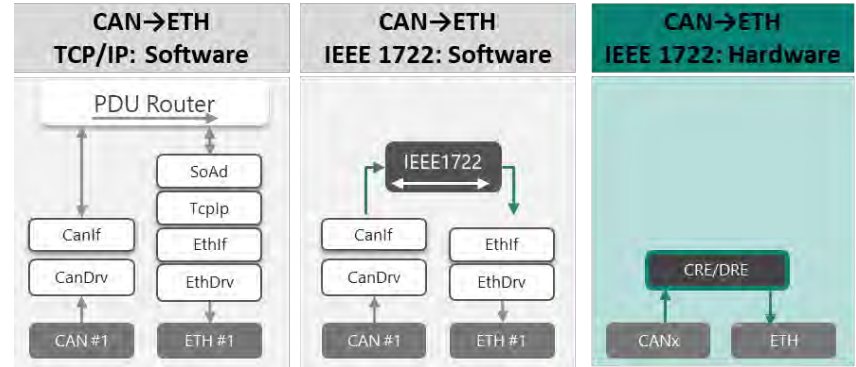 CAN→ETH
TCP/IP: Software
PDU Router
SoAd
TcpIp
CanIf
EthIf
CanDrv
EthDrv
CAN #1
ETH #1
CAN→ETH
IEEE 1722: Software
IEEE1722
CanIf
EthIf
CanDrv
EthDrv
CAN #1
ETH #1
CAN→ETH
IEEE 1722: Hardware
CRE/DRE
CANx
ETH